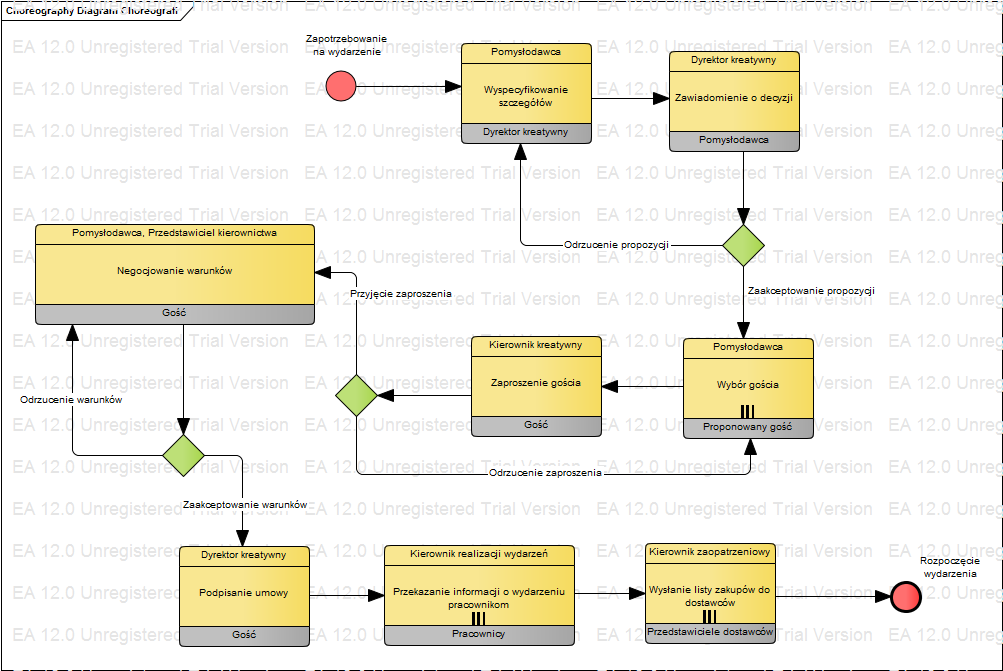 Choreography Diagram Choreografi
EA 12.0 Unregistered Trial Version
Zapotrzebowanie
na wydarzenie
Pomysłodawca
Wyspecyfikowanie
szczegółów
Dyrektor kreatywny
Dyrektor kreatywny
Zawiadomienie o decyzji
Pomysłodawca
Odrzucenie propozycji
Zaakceptowanie propozycji
Pomysłodawca, Przedstawiciel kierownictwa
Negocjowanie warunków
Gość
Przyjęcie zaproszenia
Kierownik kreatywny
Zaproszenie gościa
Gość
Pomysłodawca
Wybór gościa
Proponowany gość
Odrzucenie warunków
Odrzucenie zaproszenia
Zaakceptowanie warunków
Dyrektor kreatywny
Podpisanie umowy
Gość
Kierownik realizacji wydarzeń
Przekazanie informacji o wydarzeniu
pracownikom
Pracownicy
Kierownik zaopatrzeniowy
Wysłanie listy zakupów do
dostawców
Przedstawiciele dostawców
Rozpoczęcie
wydarzenia